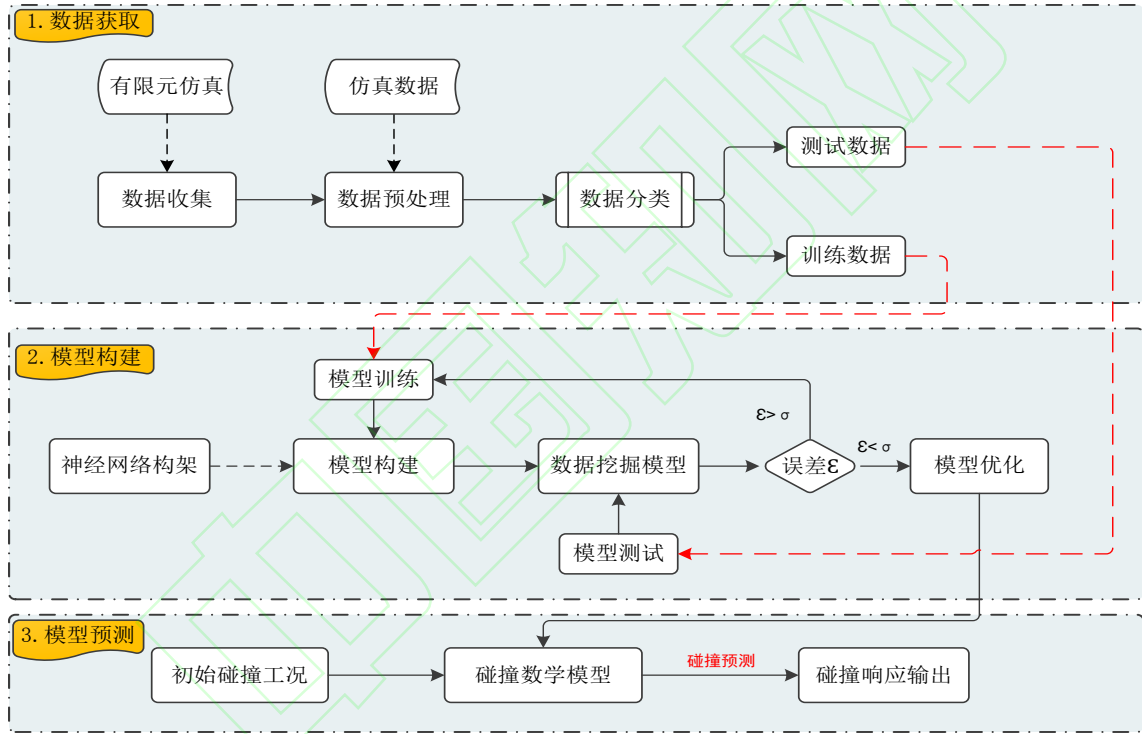 1. 数据获取
有限元仿真
仿真数据
数据收集
数据预处理
数据分类
测试数据
训练数据
2. 模型构建
模型训练
ε> σ
神经网络构架
模型构建
数据挖掘模型
误差ε
ε< σ
模型优化
模型测试
3. 模型预测
初始碰撞工况
碰撞数学模型
碰撞预测
碰撞响应输出
中国知网